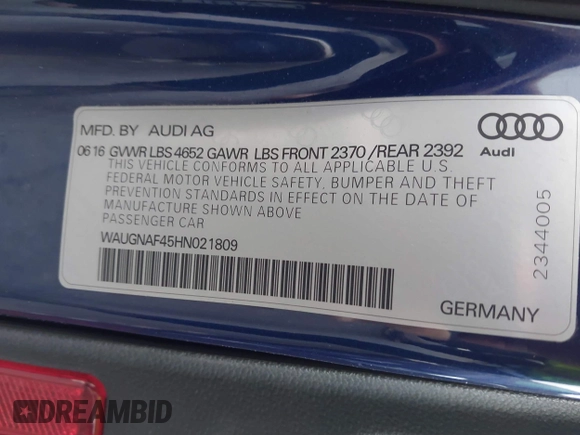 MFD. BY AUDI AG
Audi
06 16 GVWR LBS 4652 GAWR LBS FRONT 2370 /REAR 2392
THIS VEHICLE CONFORMS TO ALL APPLICABLE U.S.
FEDERAL MOTOR VEHICLE SAFETY, BUMPER AND THEFT
PREVENTION STANDARDS IN EFFECT ON THE DATE OF
MANUFACTURE SHOWN ABOVE
PASSENGER CAR
WAUGNAF45HN021809
2344005
GERMANY
DREAMBID